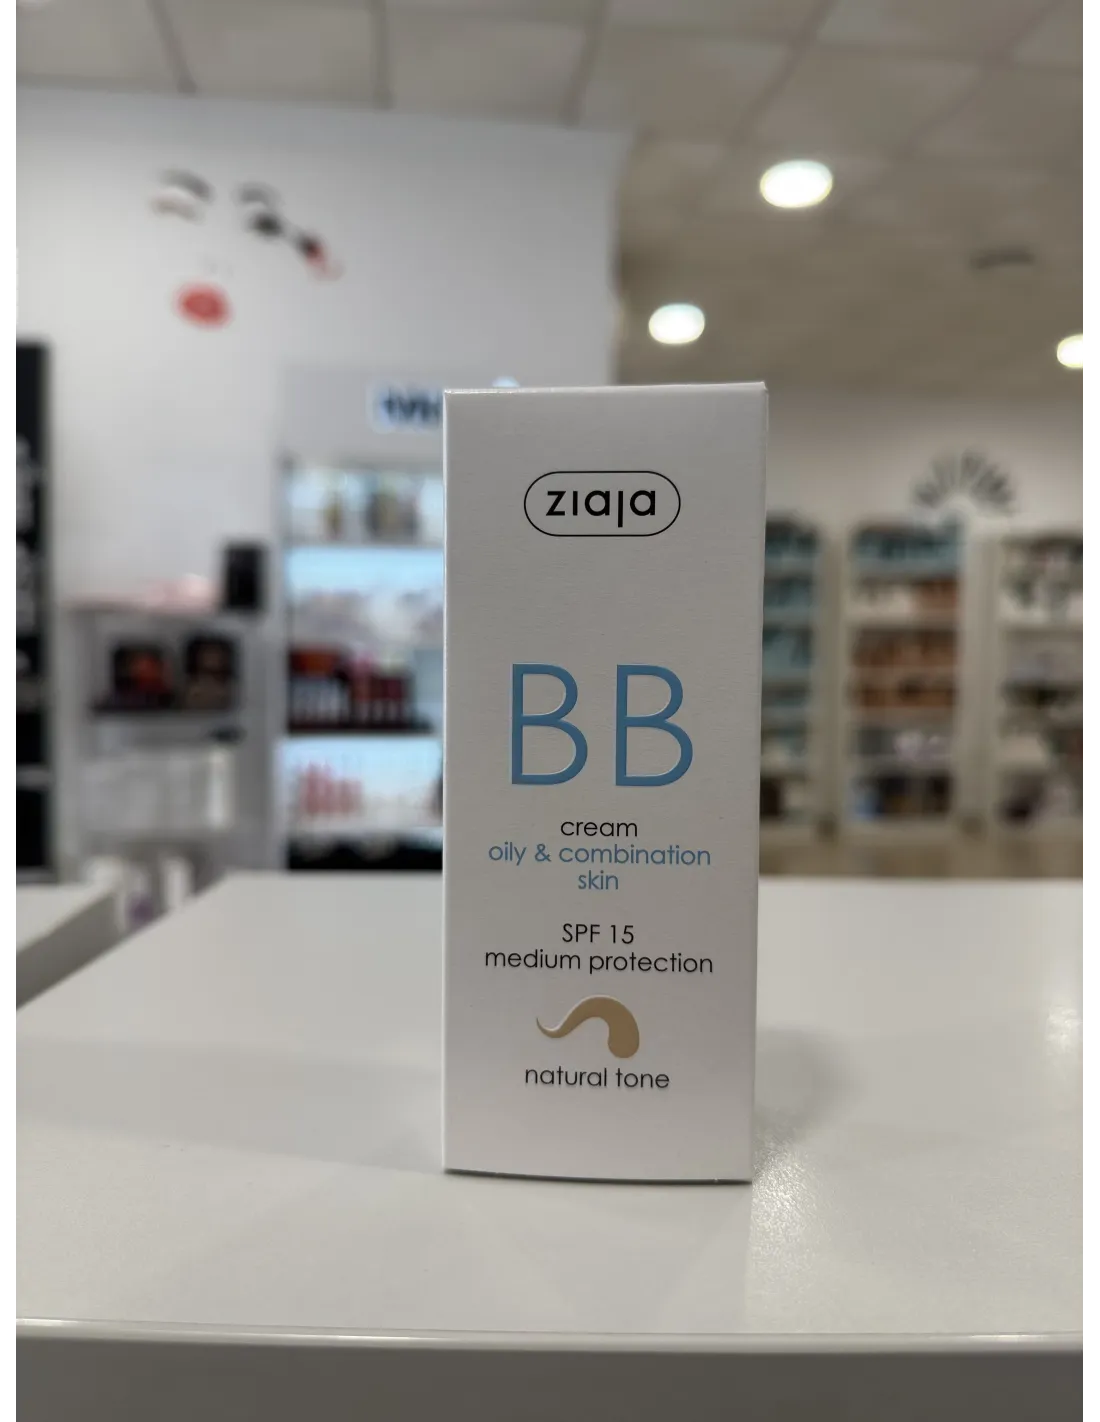 ziaja
BB
cream
oily & combination
skin
SPF 15
medium protection
natural tone